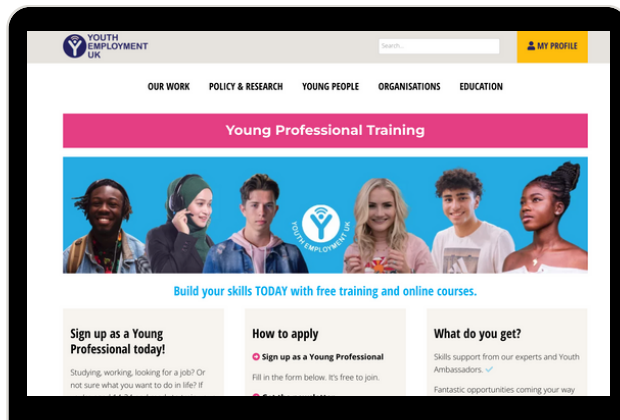 YOUTH
EMPLOYMENT
UK
Search...
MY PROFILE
OUR WORK POLICY & RESEARCH YOUNG PEOPLE ORGANISATIONS EDUCATION
Young Professional Training
YOUTH EMPLOYMENT UK
Build your skills TODAY with free training and online courses.
Sign up as a Young
Professional today!
Studying, working, looking for a job? Or
not sure what you want to do in life? If
How to apply
Sign up as a Young Professional
Fill in the form below. It's free to join.
What do you get?
Skills support from our experts and Youth
Ambassadors.
Fantastic opportunities coming your way